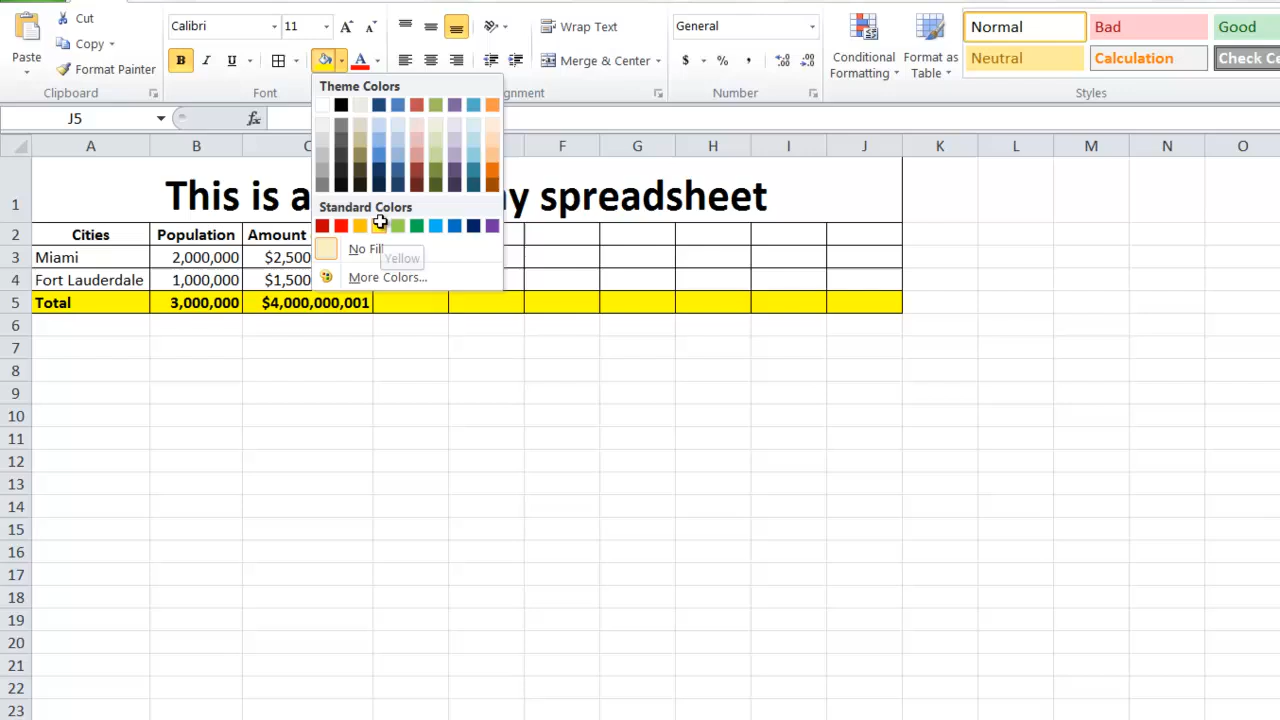 Cut
Calibri 11 Wrap Text General Normal Bad Good
Paste Copy
Format Painter B I U A Merge & Center $ % , Conditional Formatting Format as Table Neutral Calculation Check Ce
Clipboard Font gnment Number Styles
Theme Colors
J5 fx
A B C F G H I J K L M N O
1 This is a y spreadsheet
Standard Colors
2 Cities Population Amount
3 Miami 2,000,000 $2,500
No Fil
Yellow
4 Fort Lauderdale 1,000,000 $1,500
More Colors...
5 Total 3,000,000 $4,000,000,001
6
7
8
9
10
11
12
13
14
15
16
17
18
19
20
21
22
23